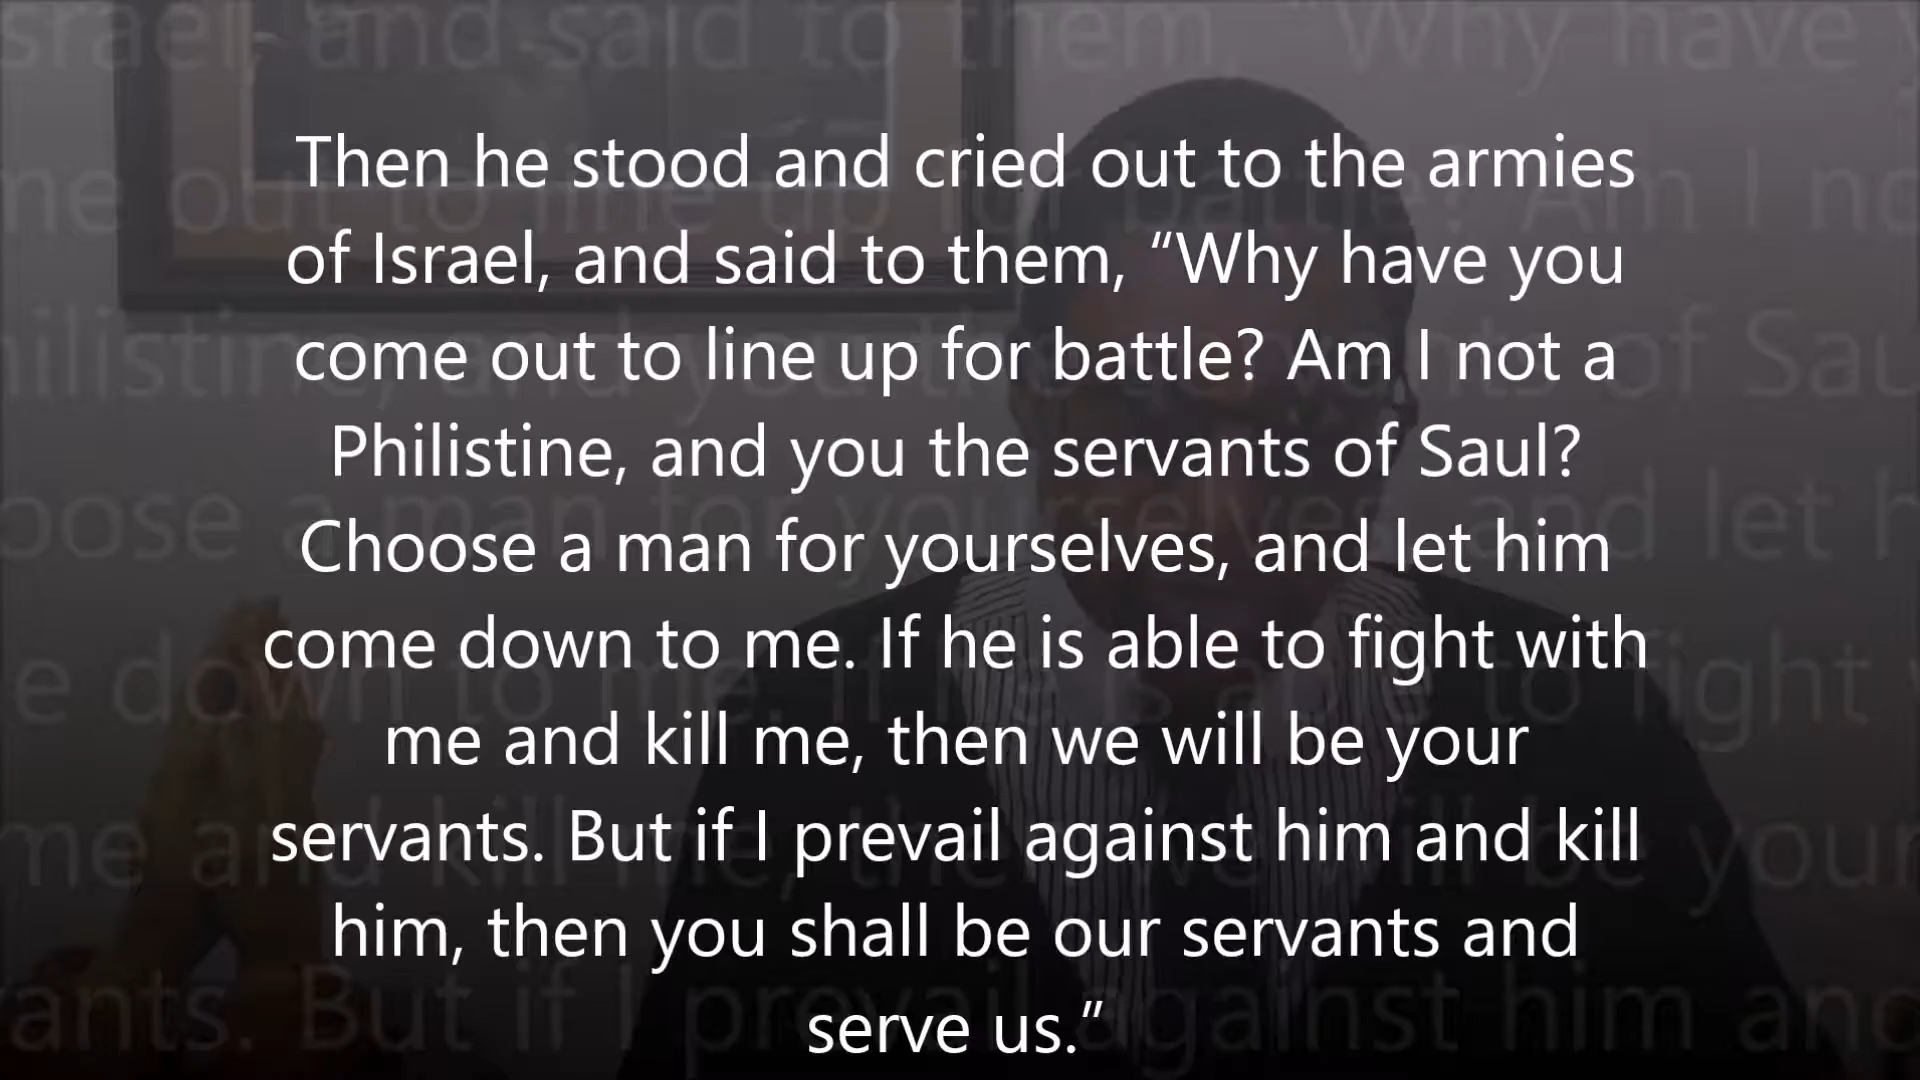 Then he stood and cried out to the armies
of Israel, and said to them, “Why have you
come out to line up for battle? Am I not a
Philistine, and you the servants of Saul?
Choose a man for yourselves, and let him
come down to me. If he is able to fight with
me and kill me, then we will be your
servants. But if I prevail against him and kill
him, then you shall be our servants and
serve us.”